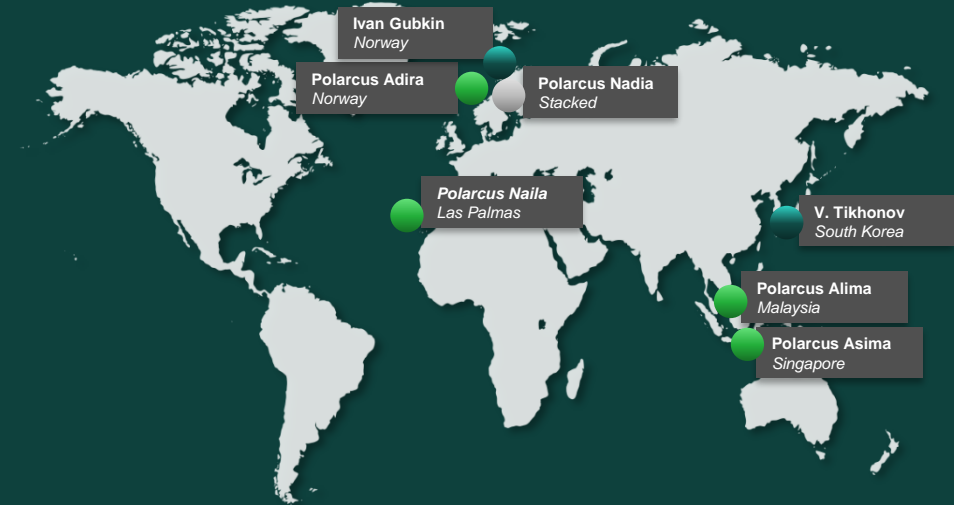 Ivan Gubkin
Norway
Polarcus Adira
Norway
Polarcus Nadia
Stacked
Polarcus Naila
Las Palmas
V. Tikhonov
South Korea
Polarcus Alima
Malaysia
Polarcus Asima
Singapore